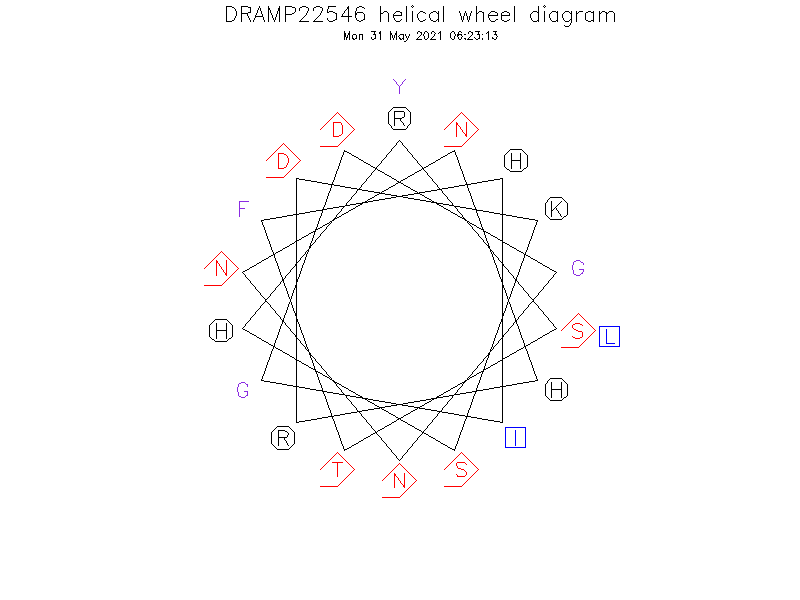 DRAMP22546 helical wheel diagram
Mon 31 May 2021 06:23:13
Y
D R N
D H
F K
N G
H S L
G H
R I
T N S